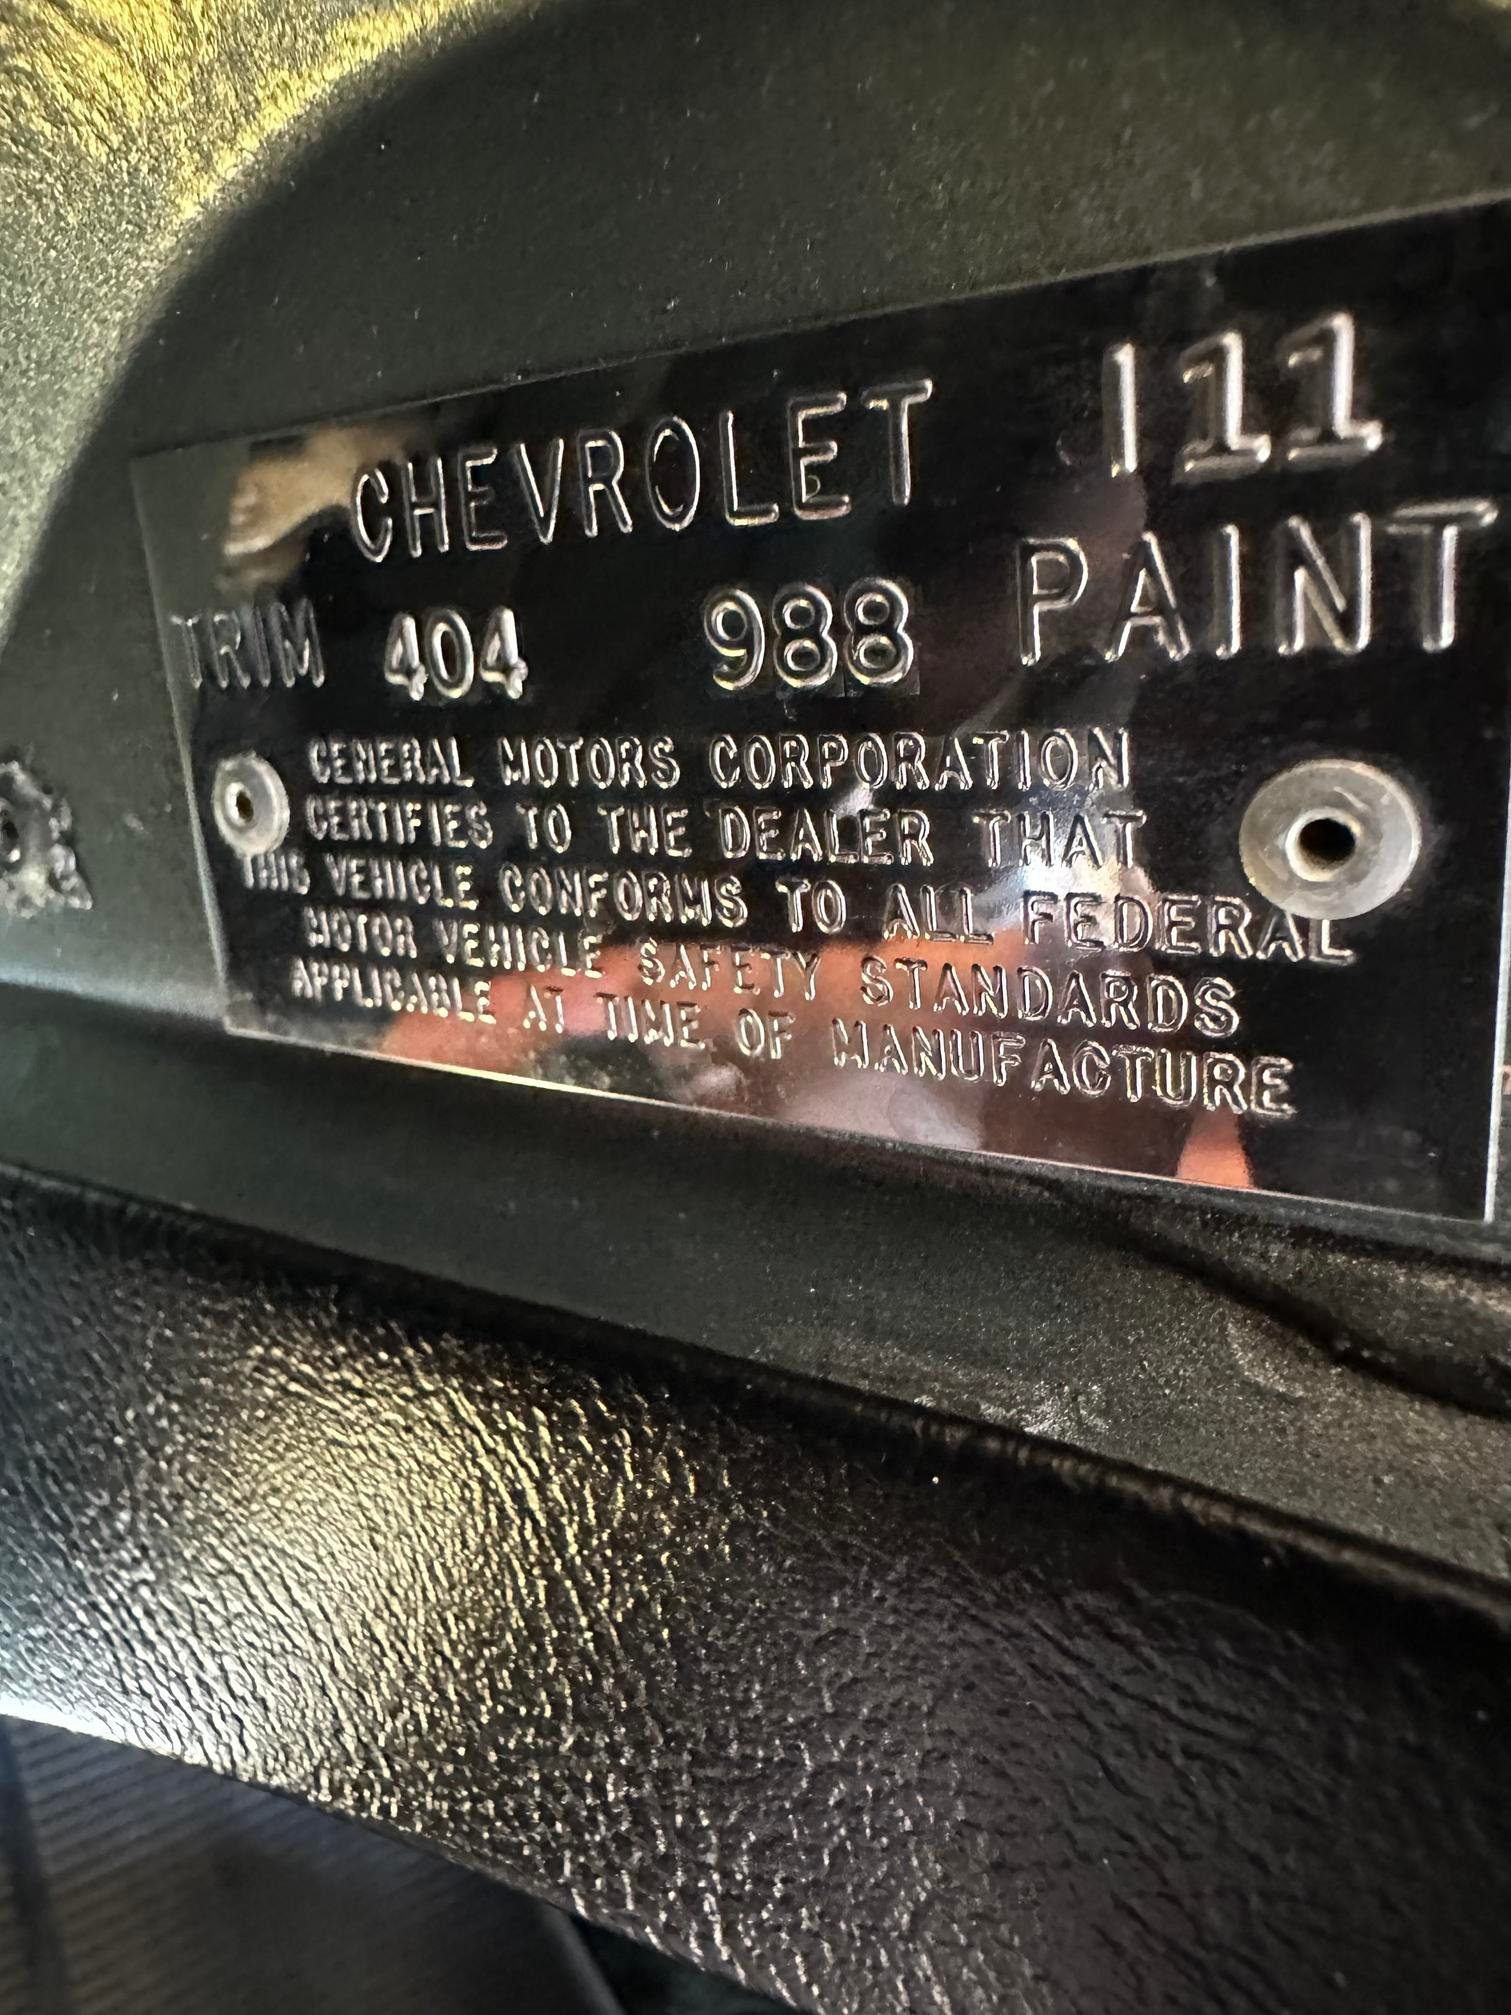 CHEVROLET I11
TRIM 404 988 PAINT
GENERAL MOTORS CORPORATION
CERTIFIES TO THE DEALER THAT
THIS VEHICLE CONFORMS TO ALL FEDERAL
MOTOR VEHICLE SAFETY STANDARDS
APPLICABLE AT TIME OF MANUFACTURE